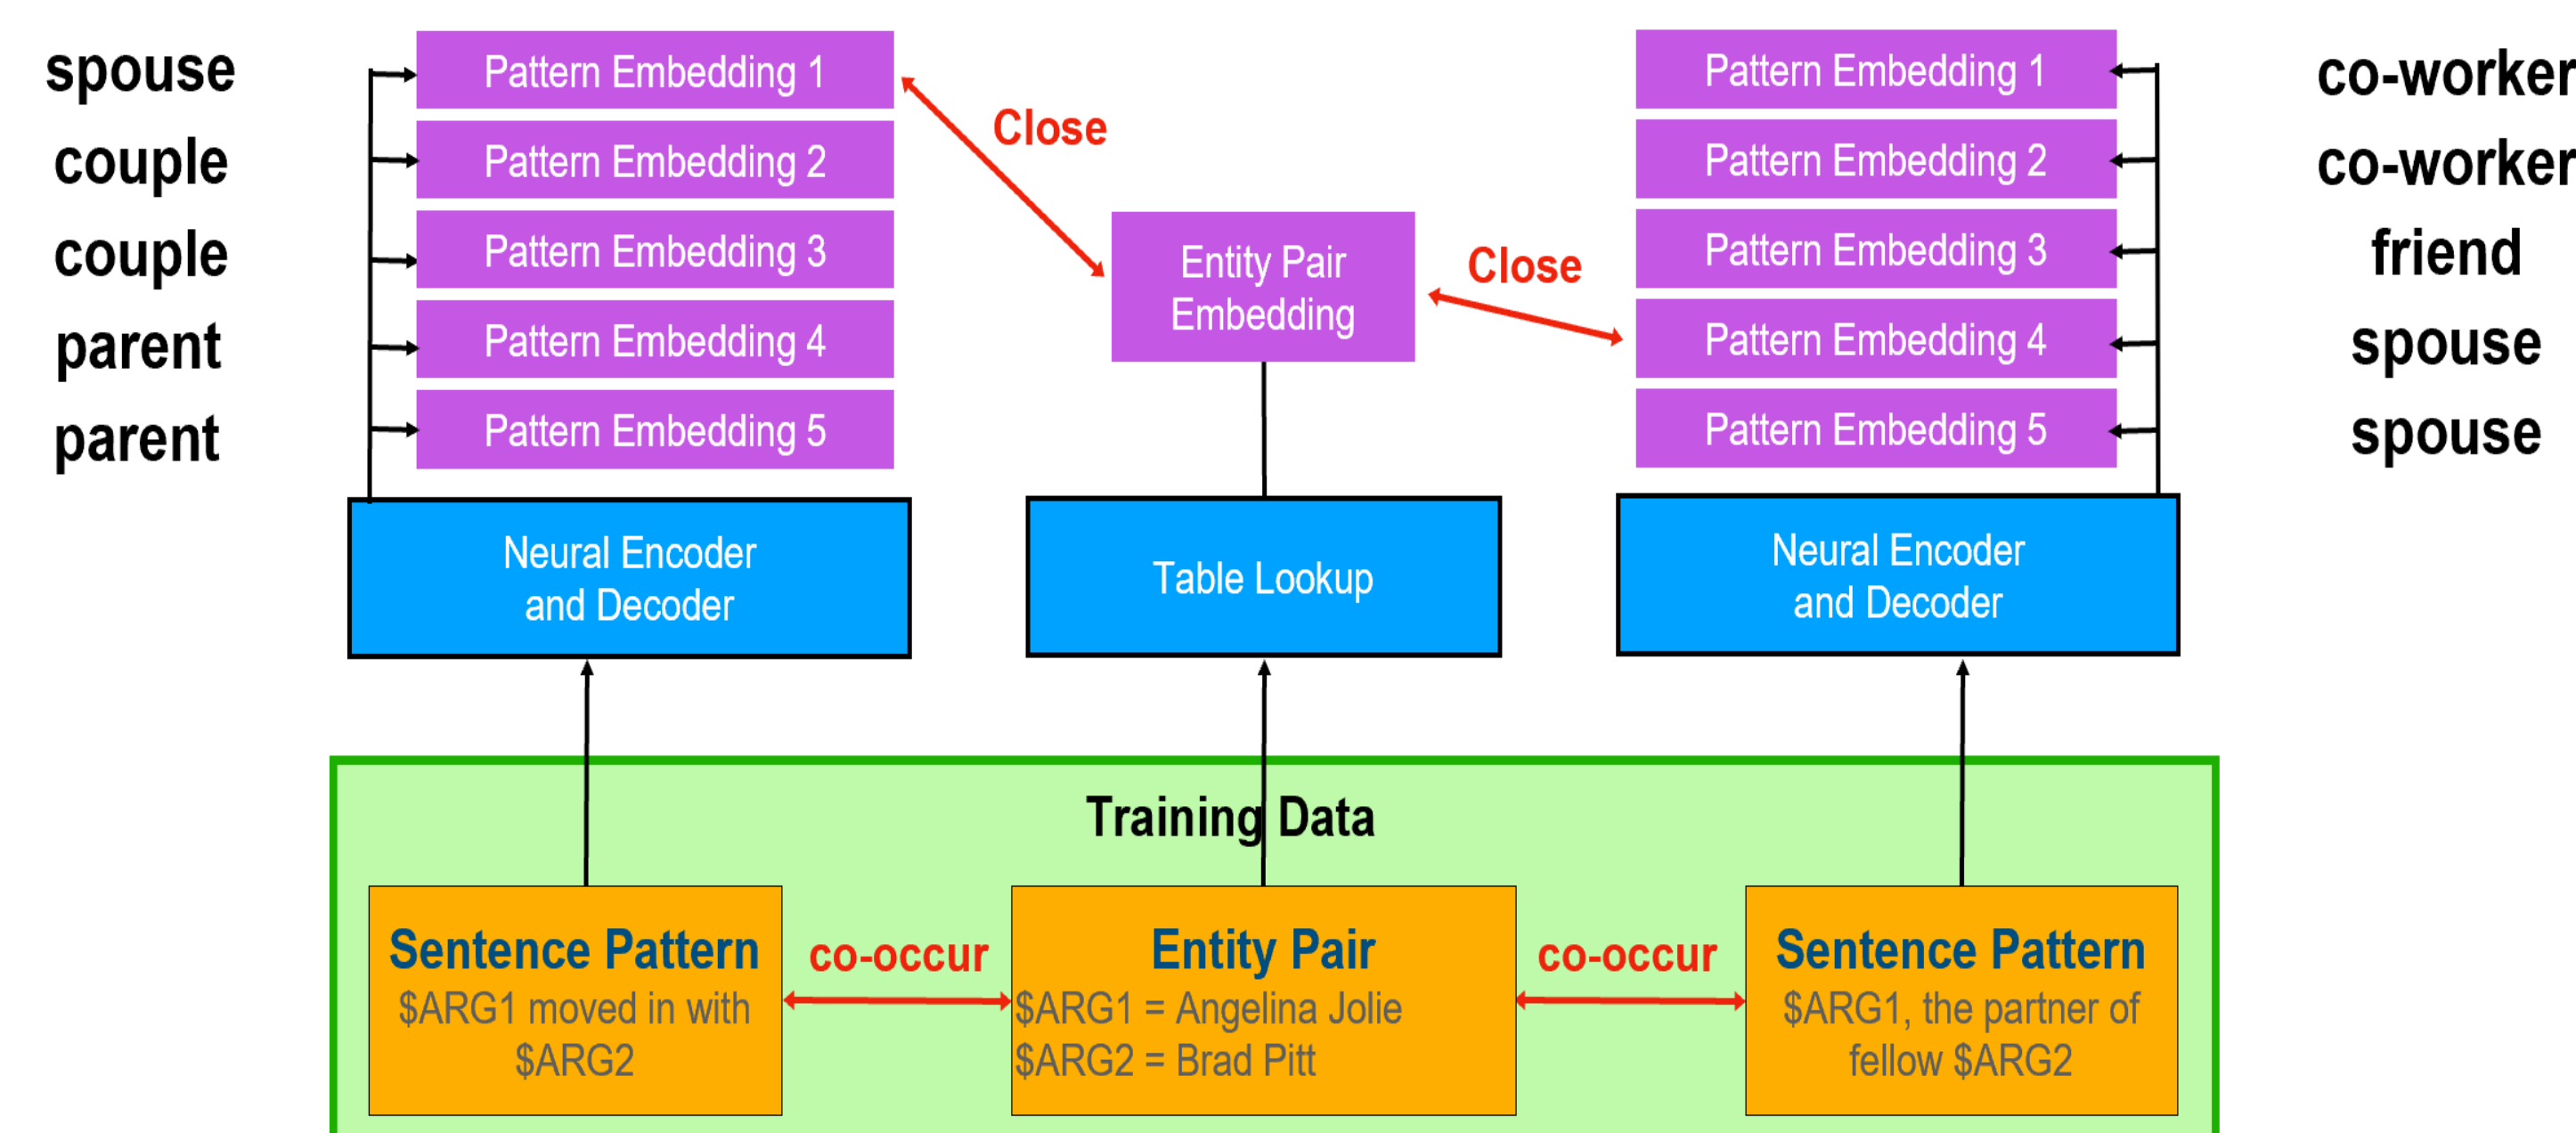 spouse
couple
couple
parent
parent
Pattern Embedding 1
Pattern Embedding 2
Pattern Embedding 3
Pattern Embedding 4
Pattern Embedding 5
Close
Entity Pair
Embedding
Close
Pattern Embedding 1
Pattern Embedding 2
Pattern Embedding 3
Pattern Embedding 4
Pattern Embedding 5
co-worker
co-worker
friend
spouse
spouse
Neural Encoder
and Decoder
Table Lookup
Neural Encoder
and Decoder
Training Data
Sentence Pattern
$ARG1 moved in with
$ARG2
co-occur
Entity Pair
$ARG1 = Angelina Jolie
$ARG2 = Brad Pitt
co-occur
Sentence Pattern
$ARG1, the partner of
fellow $ARG2